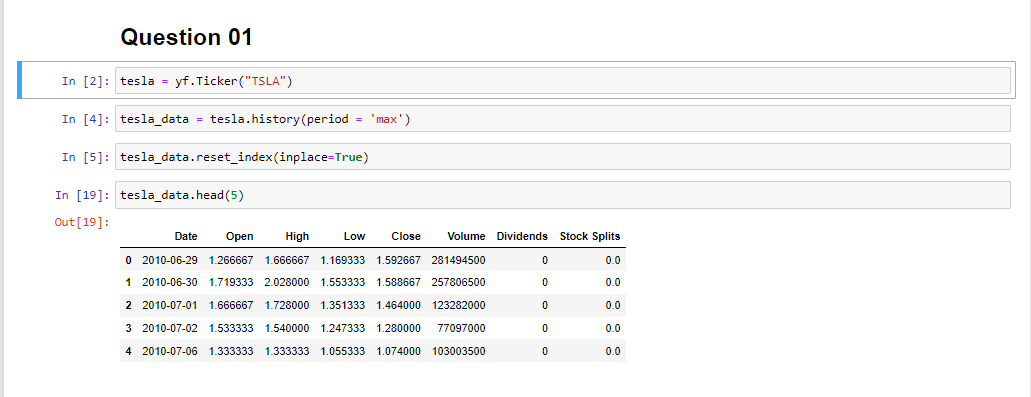 Question 01
In [2]: tesla = yf.Ticker("TSLA")
In [4]: tesla_data = tesla.history(period = 'max')
In [5]: tesla_data.reset_index(inplace=True)
In [19]: tesla_data.head(5)
Out[19]:
Date Open High Low Close Volume Dividends Stock Splits
0 2010-06-29 1.266667 1.666667 1.169333 1.592667 281494500 0 0.0
1 2010-06-30 1.719333 2.028000 1.553333 1.588667 257806500 0 0.0
2 2010-07-01 1.666667 1.728000 1.351333 1.464000 123282000 0 0.0
3 2010-07-02 1.533333 1.540000 1.247333 1.280000 77097000 0 0.0
4 2010-07-06 1.333333 1.333333 1.055333 1.074000 103003500 0 0.0